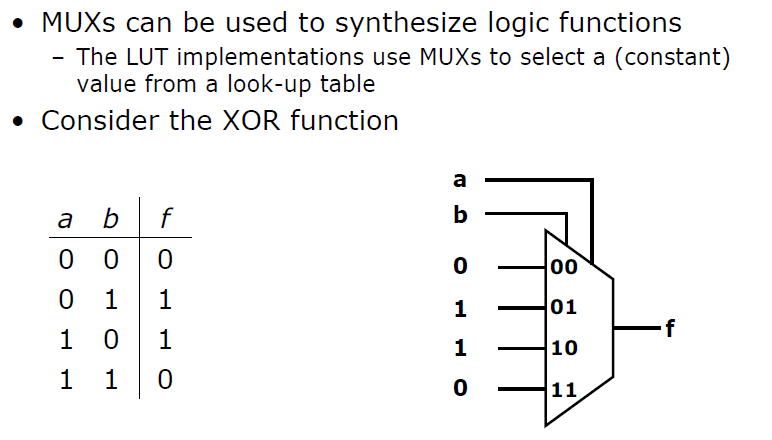 • MUXs can be used to synthesize logic functions
– The LUT implementations use MUXs to select a (constant)
value from a look-up table
• Consider the XOR function
a b f
0 0 0
0 1 1
1 0 1
1 1 0
a
b
0 00
1 01
1 10
0 11
f